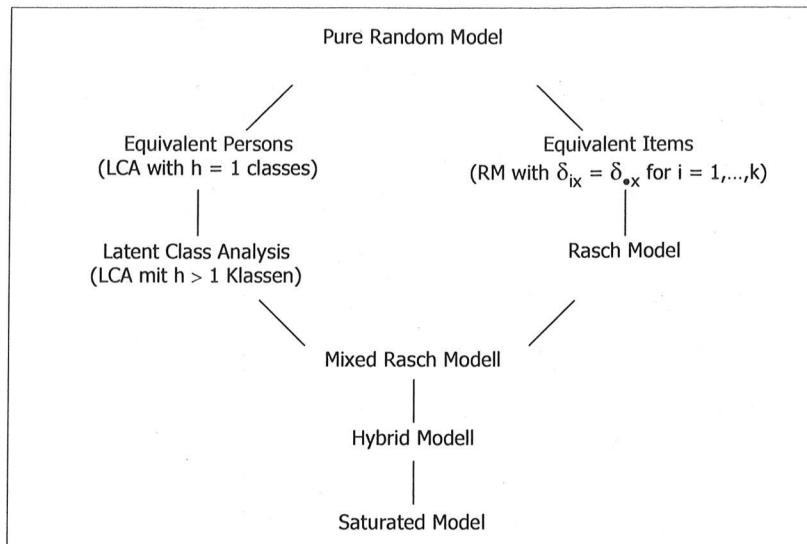 Pure Random Model
Equivalent Persons
(LCA with h = 1 classes)
Equivalent Items
(RM with δix = δ•x for i = 1,...,k)
Latent Class Analysis
(LCA mit h > 1 Klassen)
Rasch Model
Mixed Rasch Modell
Hybrid Modell
Saturated Model